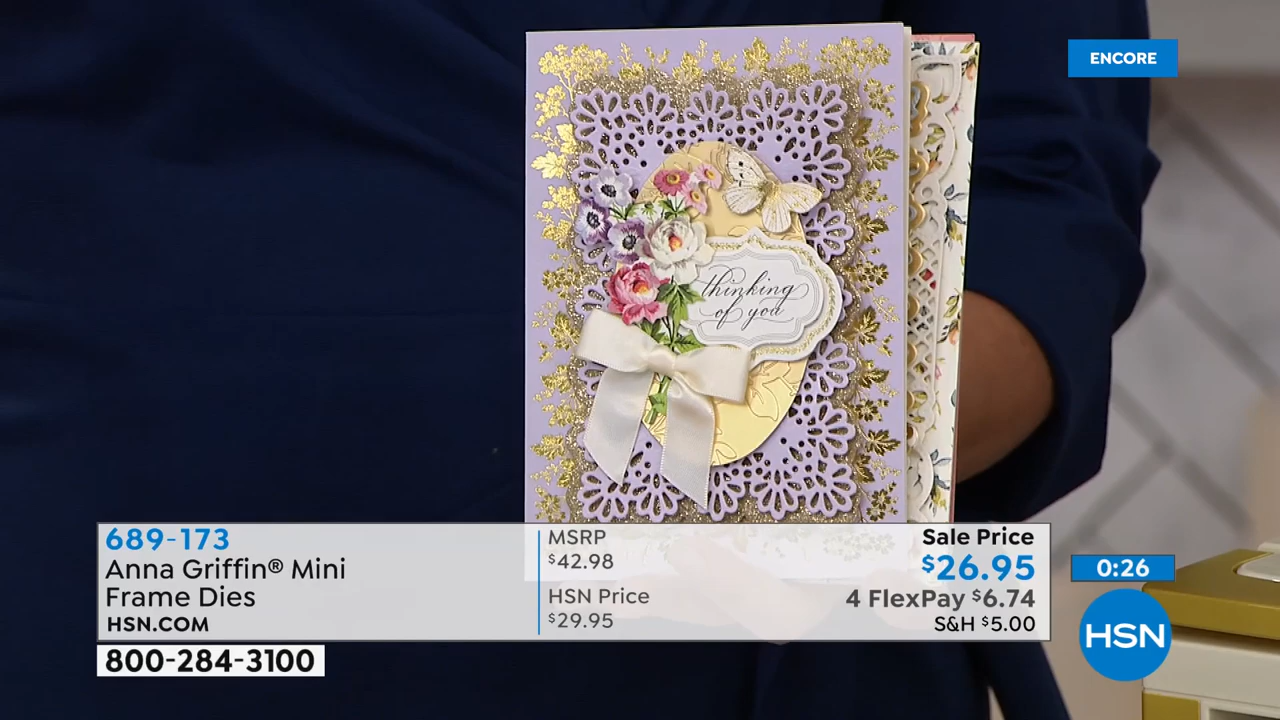 ENCORE
thinking
of you
689-173
Anna Griffin® Mini
Frame Dies
HSN.COM
800-284-3100
MSRP
$42.98
HSN Price
$29.95
Sale Price
$26.95
4 FlexPay $6.74
S&H $5.00
0:26
HSN